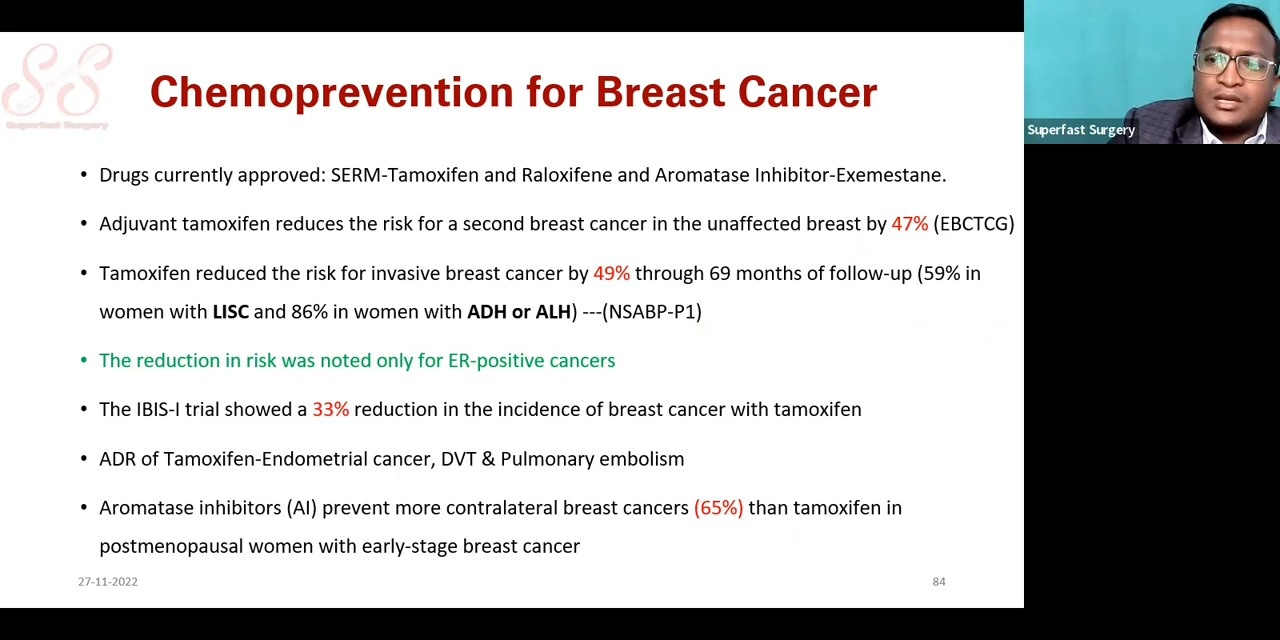 SS
Superfast Surgery
Chemoprevention for Breast Cancer
• Drugs currently approved: SERM-Tamoxifen and Raloxifene and Aromatase Inhibitor-Exemestane.
• Adjuvant tamoxifen reduces the risk for a second breast cancer in the unaffected breast by 47% (EBCTCG)
• Tamoxifen reduced the risk for invasive breast cancer by 49% through 69 months of follow-up (59% in
women with LISC and 86% in women with ADH or ALH) ---(NSABP-P1)
• The reduction in risk was noted only for ER-positive cancers
• The IBIS-I trial showed a 33% reduction in the incidence of breast cancer with tamoxifen
• ADR of Tamoxifen-Endometrial cancer, DVT & Pulmonary embolism
• Aromatase inhibitors (AI) prevent more contralateral breast cancers (65%) than tamoxifen in
postmenopausal women with early-stage breast cancer
27-11-2022
84
Superfast Surgery